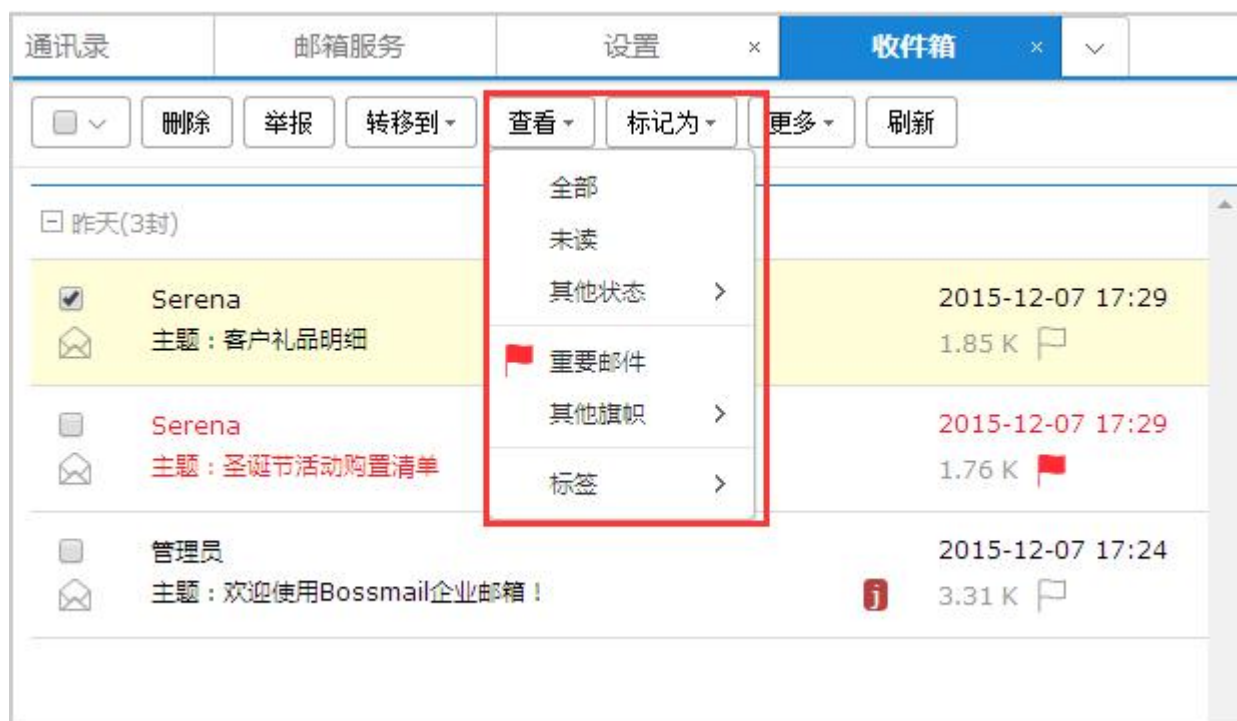 通讯录 邮箱服务 设置 × 收件箱 ×
删除 举报 转移到 查看 标记为 更多 刷新
全部
昨天(3封)
未读
其他状态
Serena 2015-12-07 17:29
主题：客户礼品明细 1.85 K
重要邮件
其他旗帜
Serena 2015-12-07 17:29
主题：圣诞节活动购置清单 1.76 K
标签
管理员 2015-12-07 17:24
主题：欢迎使用Bossmail企业邮箱！ j 3.31 K